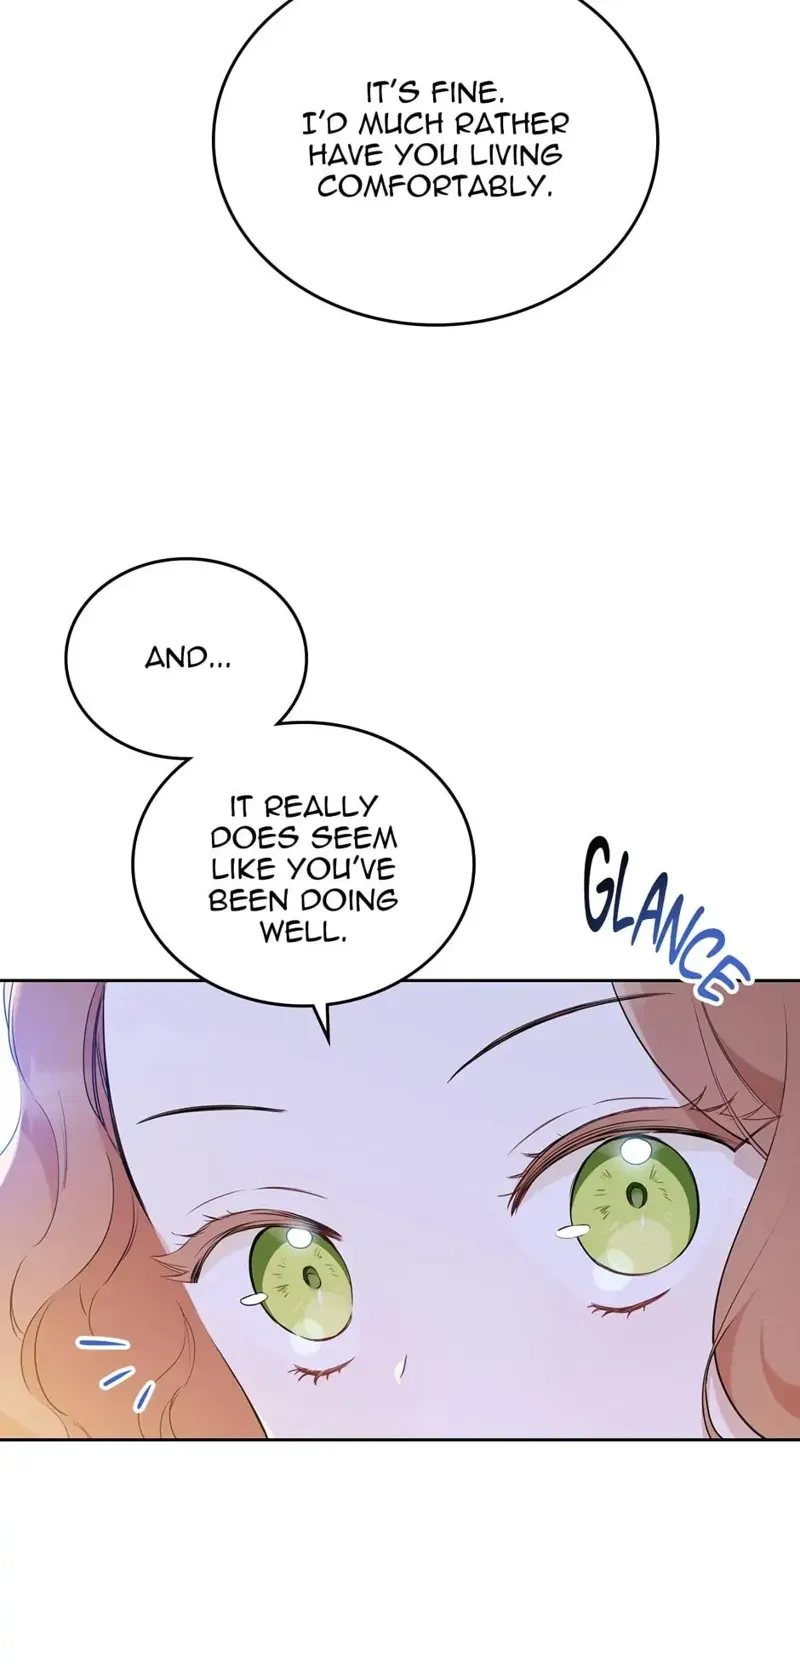 IT'S FINE.
I'D MUCH RATHER
HAVE YOU LIVING
COMFORTABLY.
AND...
IT REALLY
DOES SEEM
LIKE YOU'VE
BEEN DOING
WELL.
GLANCE